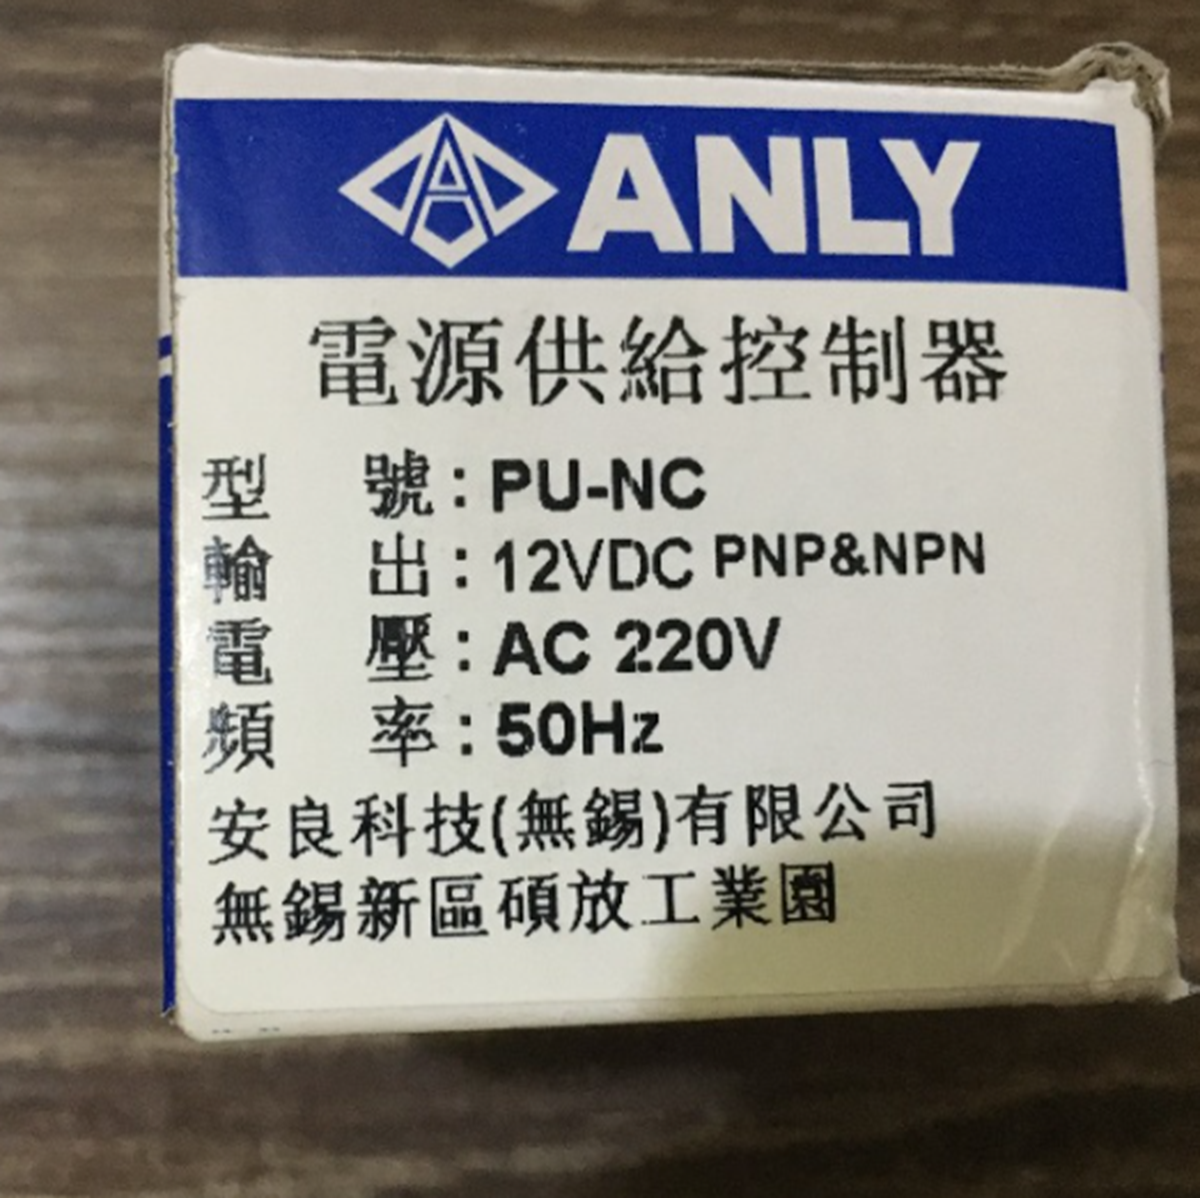 ANLY
電源供給控制器
型 號：PU-NC
輸 出：12VDC PNP&NPN
電 壓：AC 220V
頻 率：50Hz
安良科技(無錫)有限公司
無錫新區碩放工業園